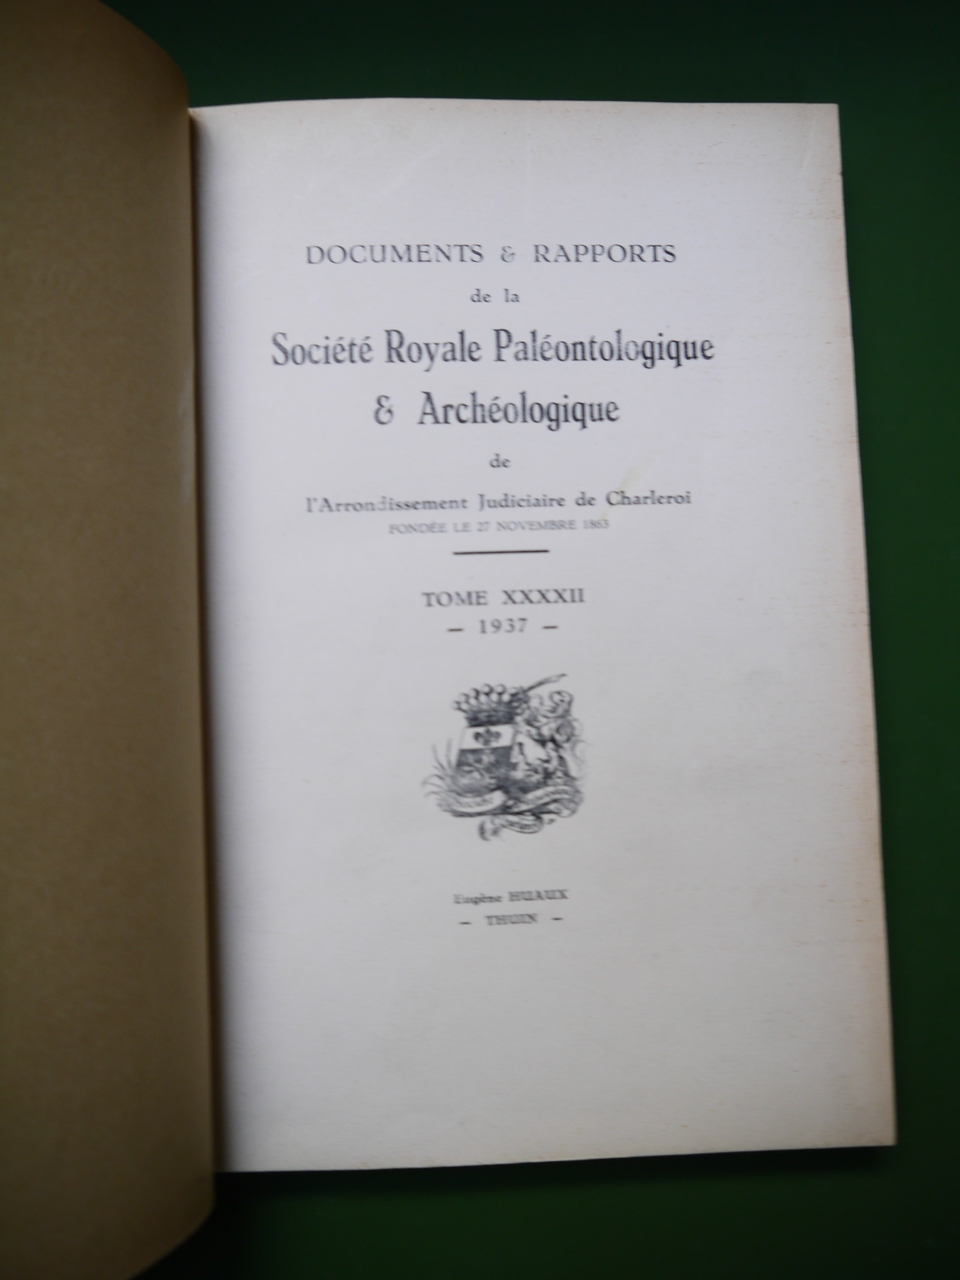 DOCUMENTS & RAPPORTS
de la
Société Royale Paléontologique
& Archéologique
de
l'Arrondissement Judiciaire de Charleroi
FONDÉE LE 27 NOVEMBRE 1863
TOME XXXXII
— 1937 —
Eugène HUAUX
— THUIN —